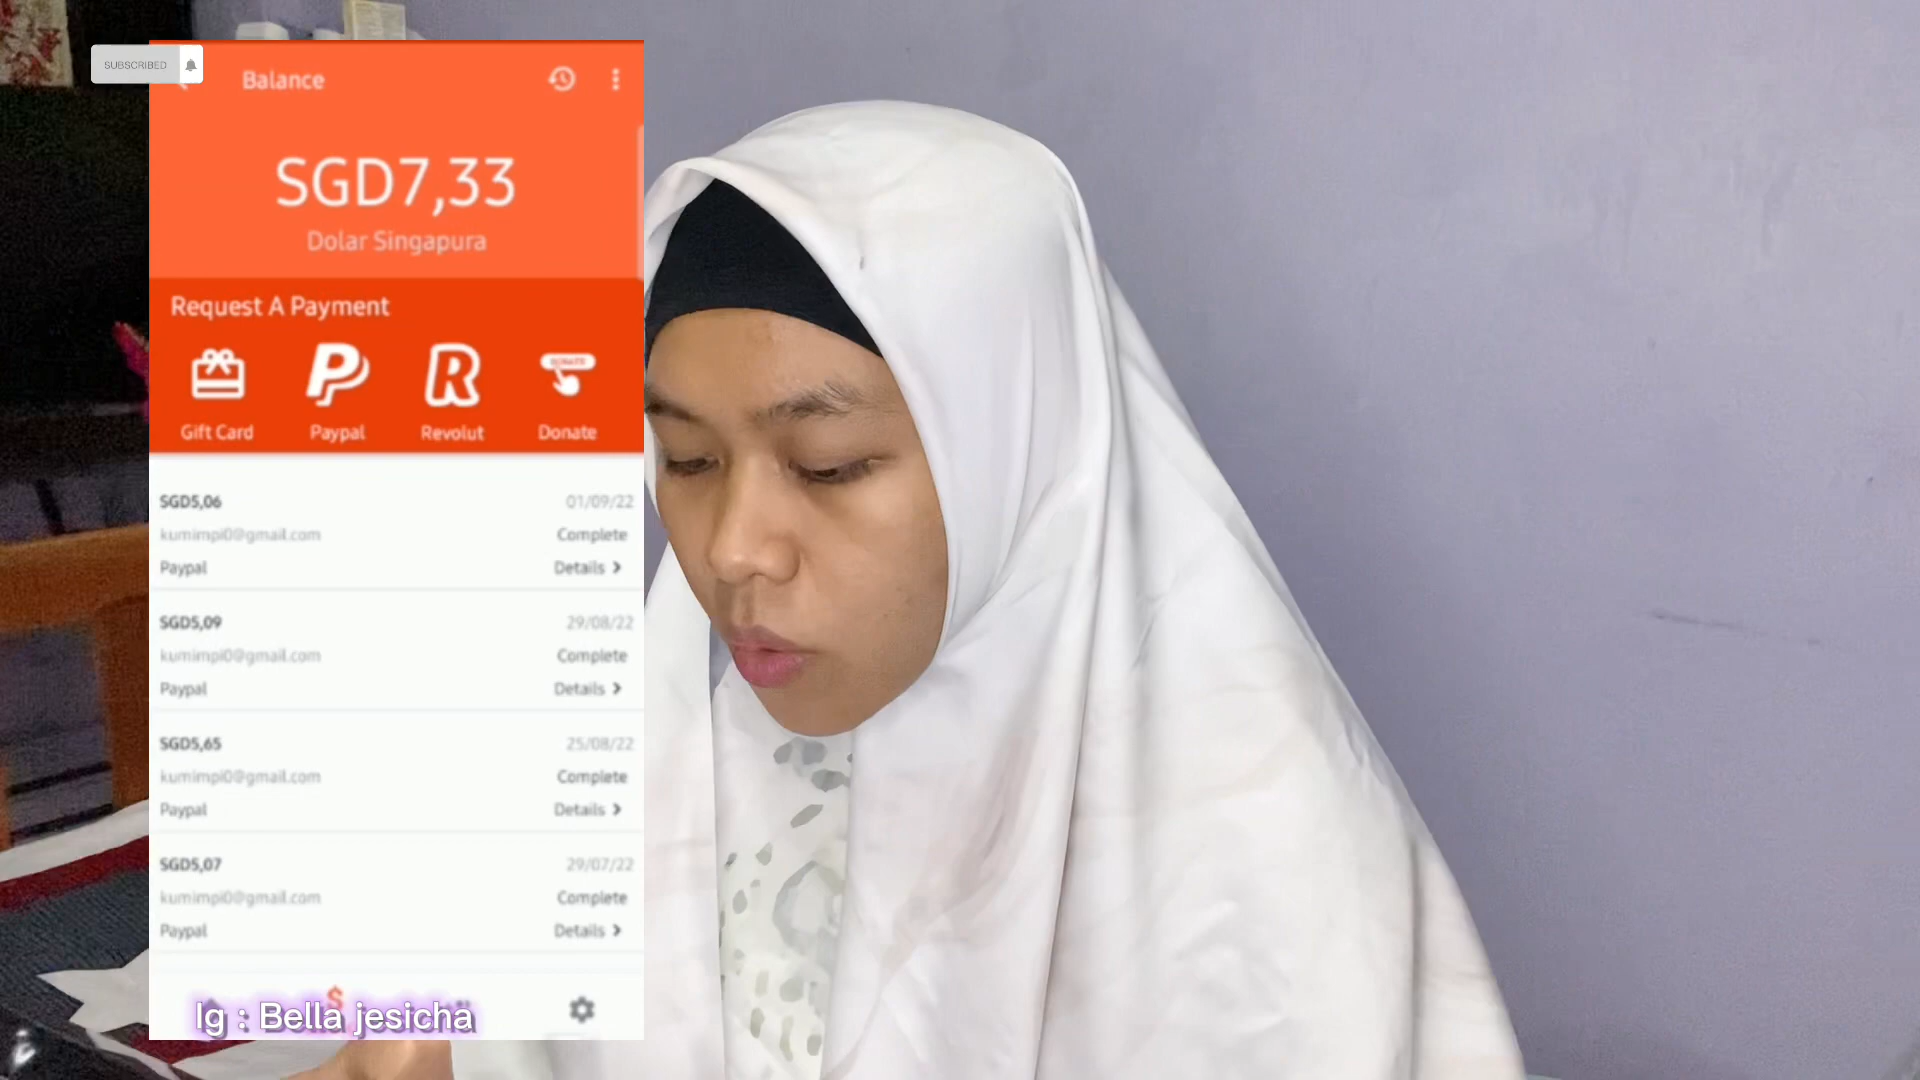 SUBSCRIBED
Balance
SGD7,33
Dolar Singapura
Request A Payment
DONATE
Gift Card
Paypal
Revolut
Donate
SGD5,06
01/09/22
kumimpi0@gmail.com
Complete
Paypal
Details
SGD5,09
29/08/22
kumimpi0@gmail.com
Complete
Paypal
Details
SGD5,65
25/08/22
kumimpi0@gmail.com
Complete
Paypal
Details
SGD5,07
29/07/22
kumimpi0@gmail.com
Complete
Paypal
Details
Ig : Bella jesicha